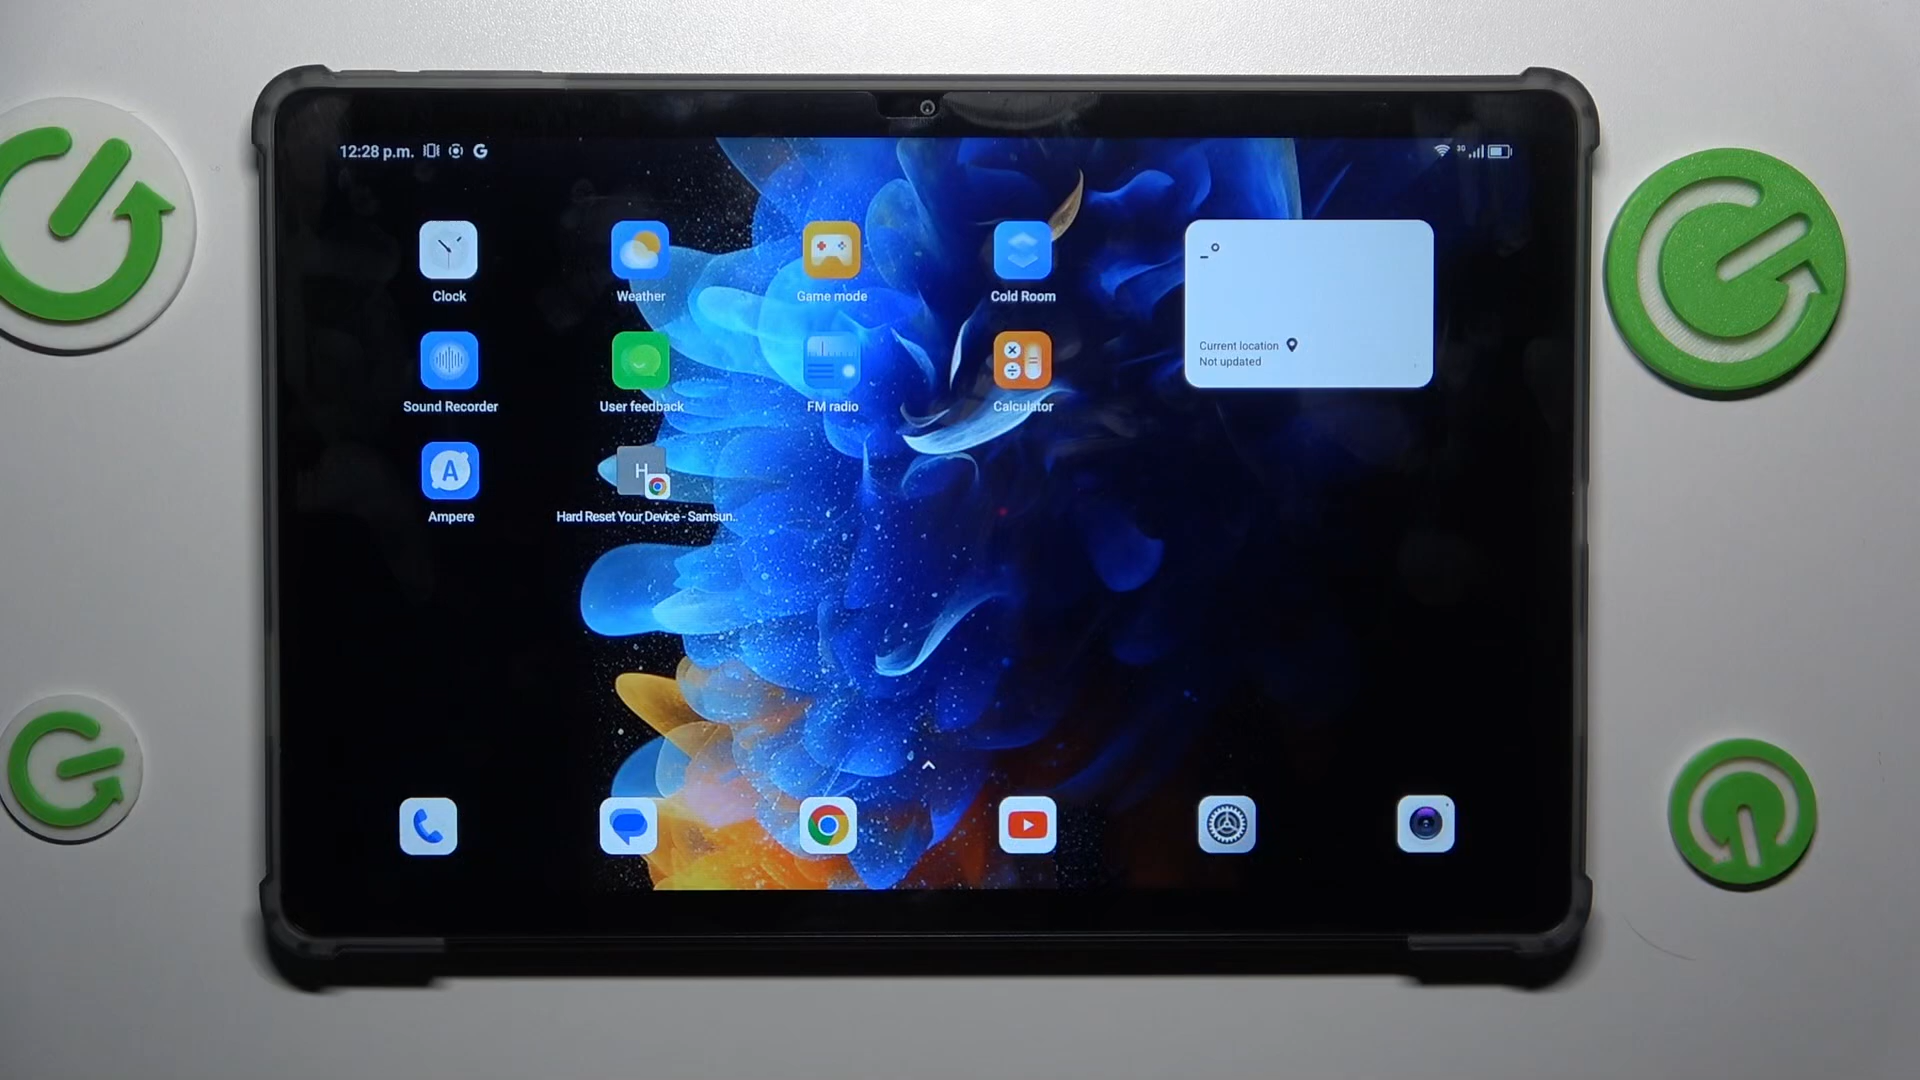 12:28 p.m. G
3G
Clock
Weather
Game mode
Cold Room
Current location
Not updated
Sound Recorder
User feedback
FM radio
Calculator
A
H
Ampere
Hard Reset Your Device - Samsun..